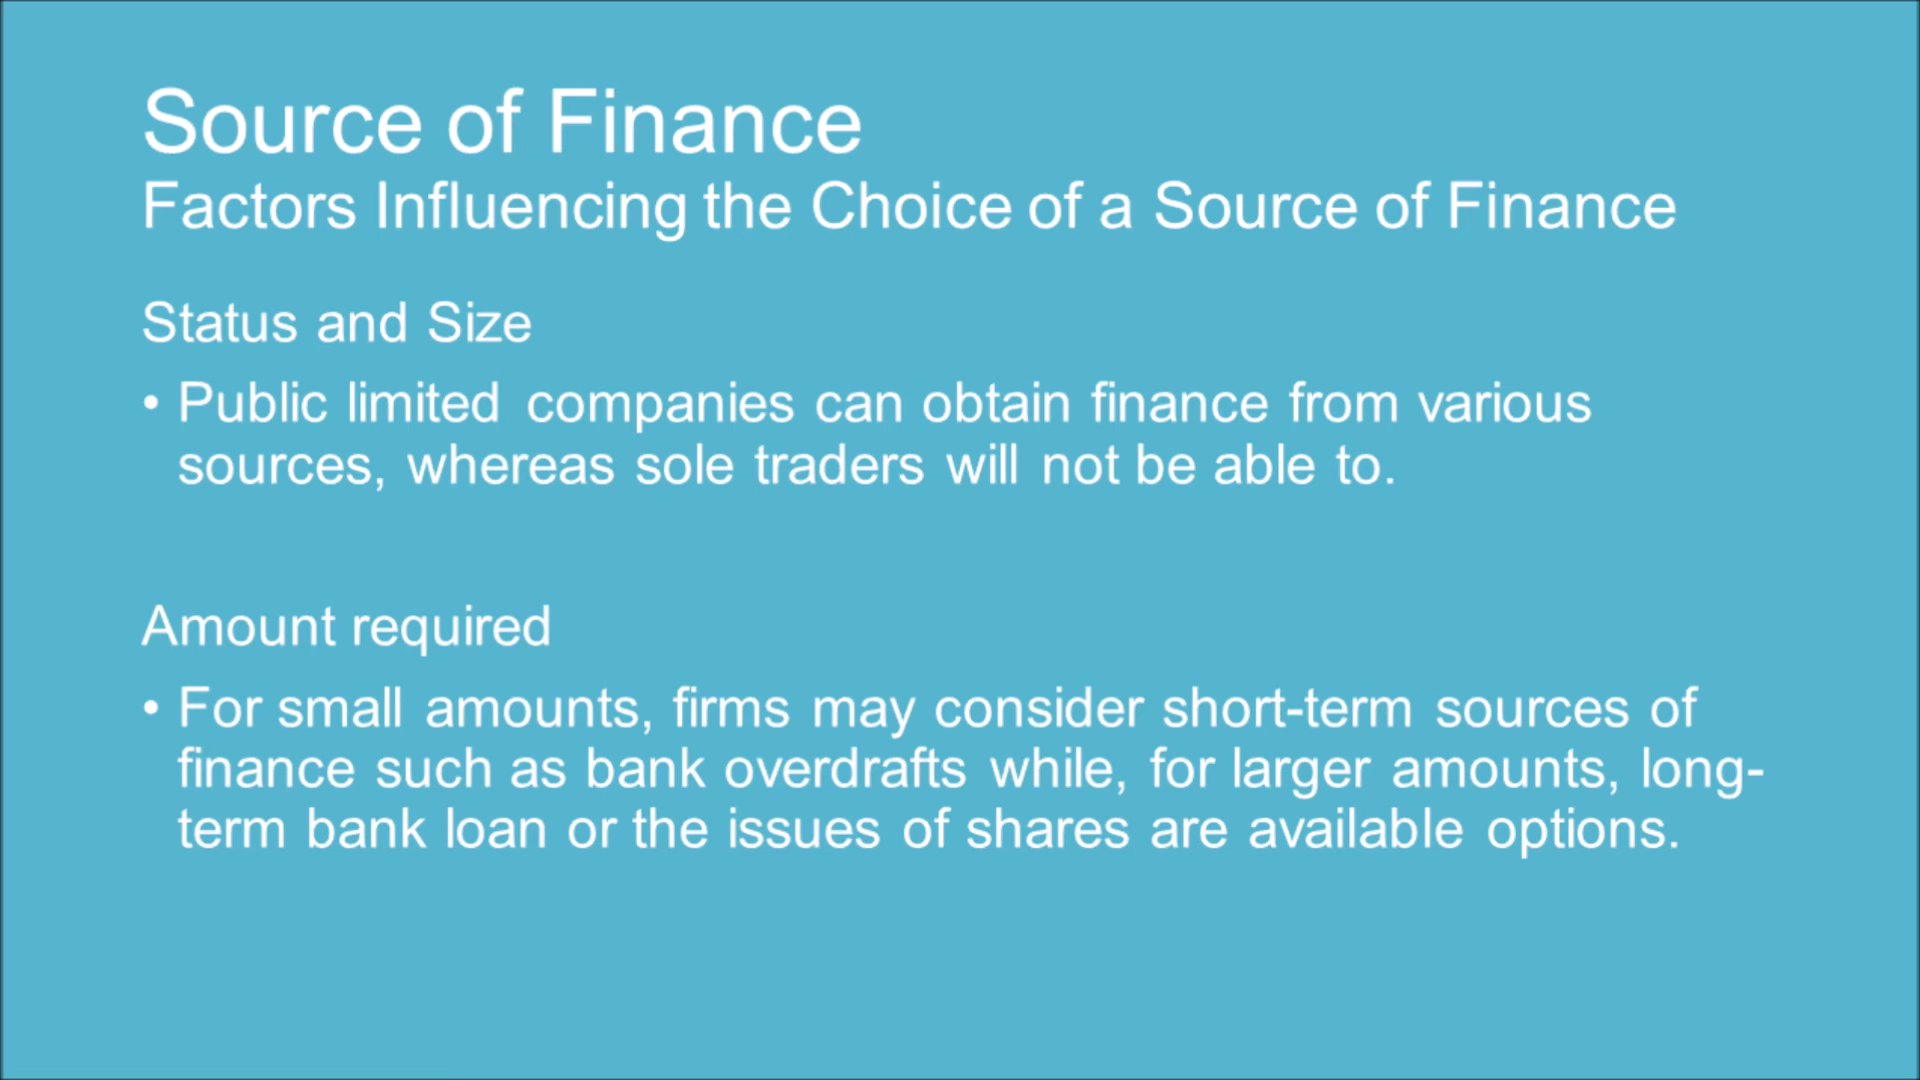 Source of Finance
Factors Influencing the Choice of a Source of Finance
Status and Size
• Public limited companies can obtain finance from various
sources, whereas sole traders will not be able to.
Amount required
• For small amounts, firms may consider short-term sources of
finance such as bank overdrafts while, for larger amounts, long-
term bank loan or the issues of shares are available options.